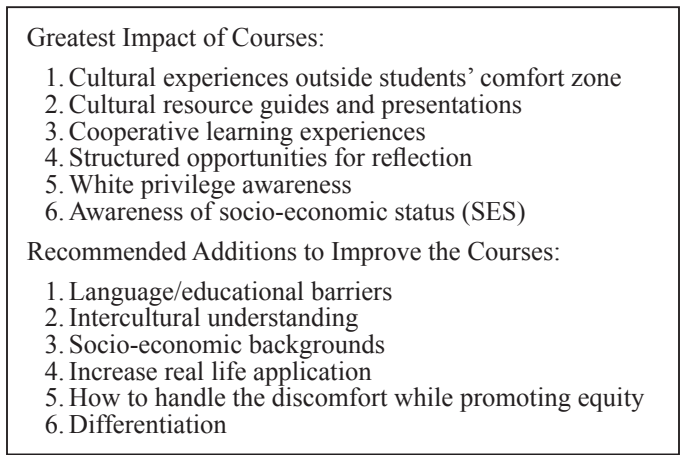 Greatest Impact of Courses:
1. Cultural experiences outside students’ comfort zone
2. Cultural resource guides and presentations
3. Cooperative learning experiences
4. Structured opportunities for reflection
5. White privilege awareness
6. Awareness of socio-economic status (SES)
Recommended Additions to Improve the Courses:
1. Language/educational barriers
2. Intercultural understanding
3. Socio-economic backgrounds
4. Increase real life application
5. How to handle the discomfort while promoting equity
6. Differentiation